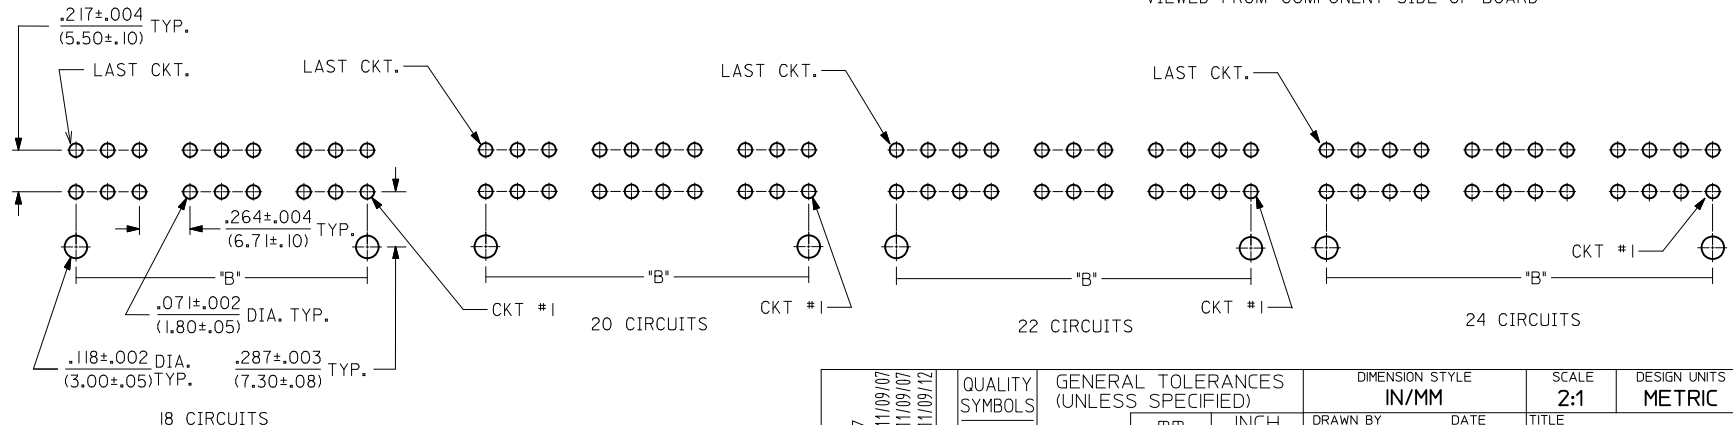 VIEWED FROM COMPONENT SIDE OF BOARD
.217±.004
(5.50±.10) TYP.
LAST CKT.
LAST CKT.
LAST CKT.
LAST CKT.
.264±.004
(6.71±.10) TYP.
"B"
"B"
"B"
"B"
CKT #1
CKT #1
CKT #1
CKT #1
.071±.002
(1.80±.05) DIA. TYP.
.118±.002 DIA.
(3.00±.05) TYP.
.287±.003
(7.30±.08) TYP.
18 CIRCUITS
20 CIRCUITS
22 CIRCUITS
24 CIRCUITS
11/09/07
11/09/07
11/09/12
QUALITY
SYMBOLS
GENERAL TOLERANCES
(UNLESS SPECIFIED)
mm
INCH
DIMENSION STYLE
IN/MM
SCALE
2:1
DESIGN UNITS
METRIC
DRAWN BY
DATE
TITLE